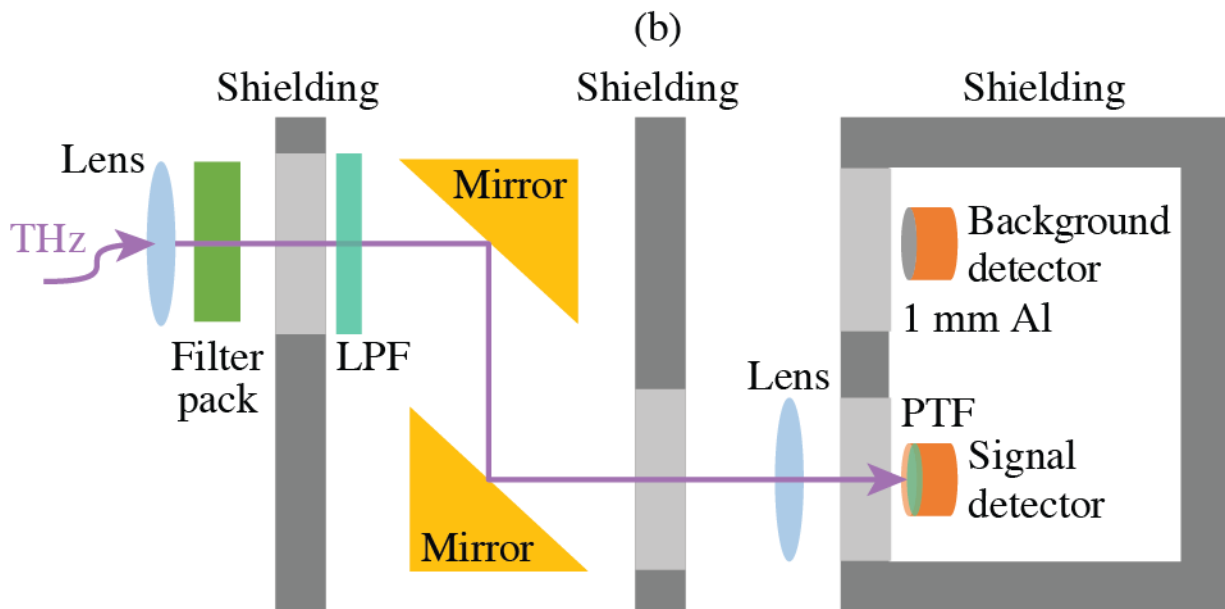 (b)
Shielding
Shielding
Shielding
Lens
Mirror
THz
Background
detector
1 mm Al
Filter
pack
LPF
Lens
PTF
Signal
detector
Mirror